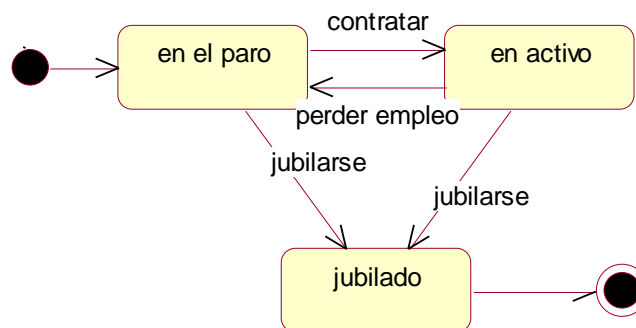 contratar
en el paro
en activo
perder empleo
jubilarse
jubilarse
jubilado